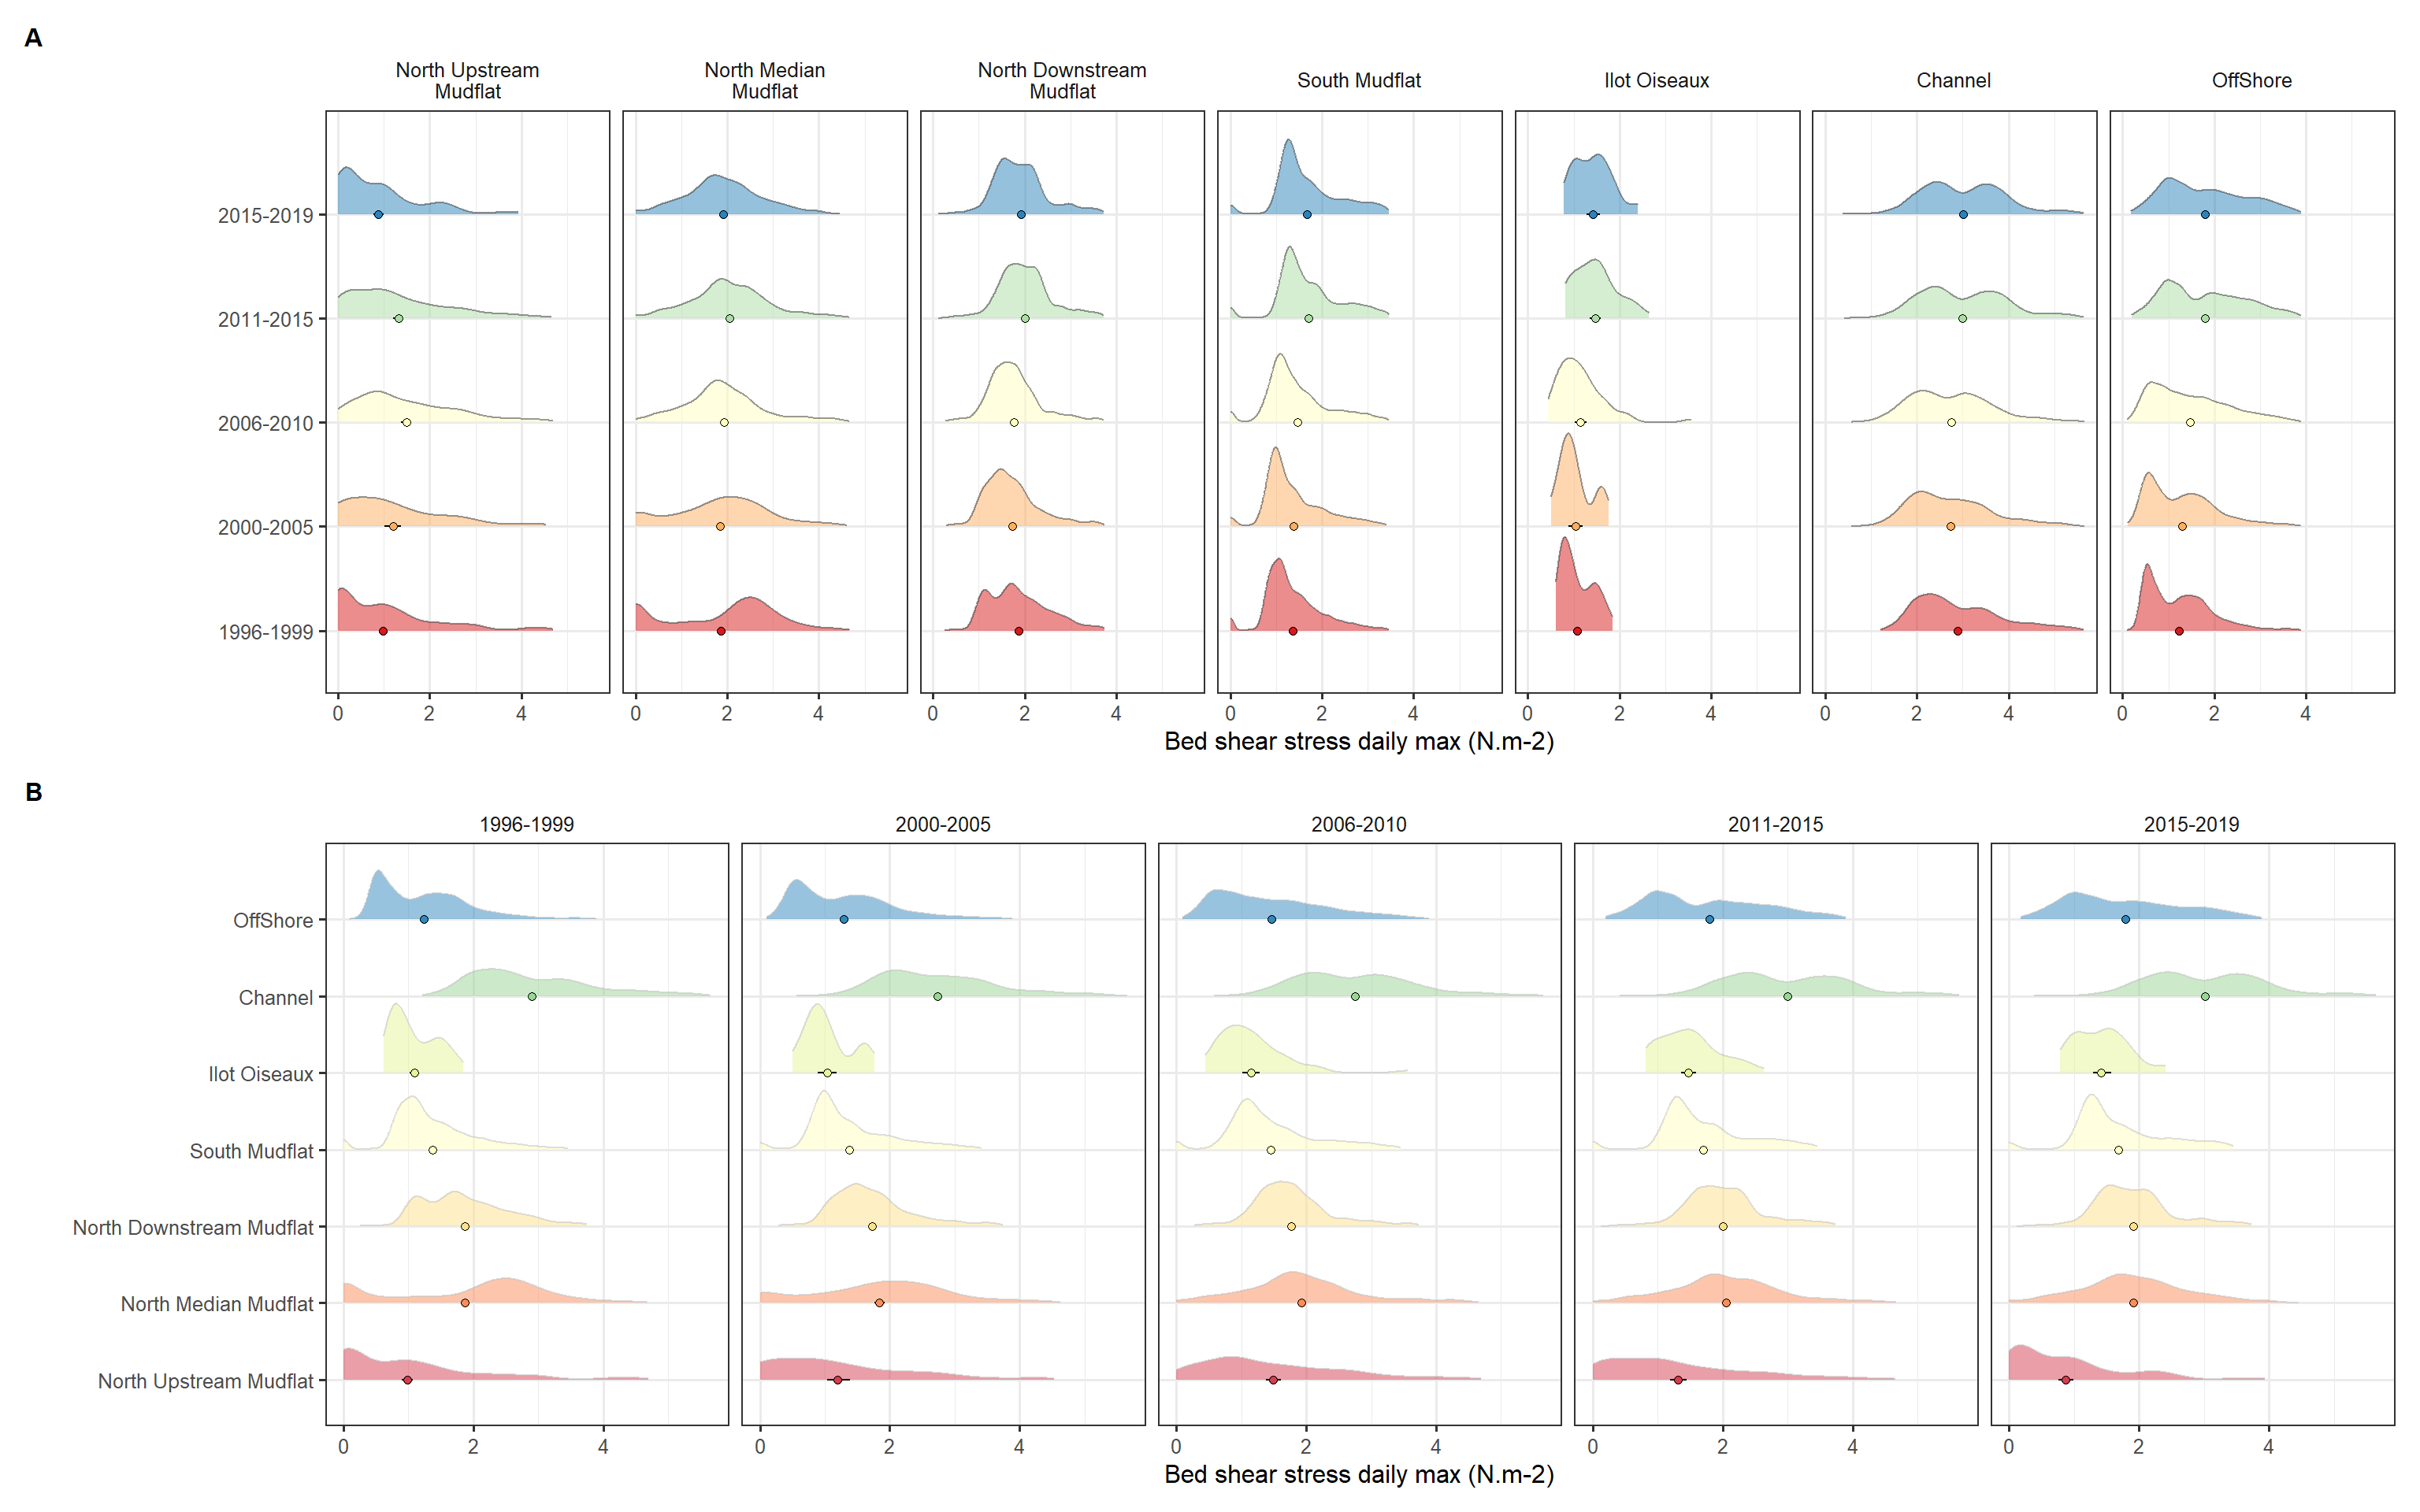 A
North Upstream
Mudflat
North Median
Mudflat
North Downstream
Mudflat
South Mudflat
Ilot Oiseaux
Channel
OffShore
2015-2019
2011-2015
2006-2010
2000-2005
1996-1999
0 2 4 0 2 4 0 2 4 0 2 4 0 2 4 0 2 4 0 2 4
Bed shear stress daily max (N.m-2)
B
1996-1999 2000-2005 2006-2010 2011-2015 2015-2019
OffShore
Channel
Ilot Oiseaux
South Mudflat
North Downstream Mudflat
North Median Mudflat
North Upstream Mudflat
0 2 4 0 2 4 0 2 4 0 2 4 0 2 4
Bed shear stress daily max (N.m-2)